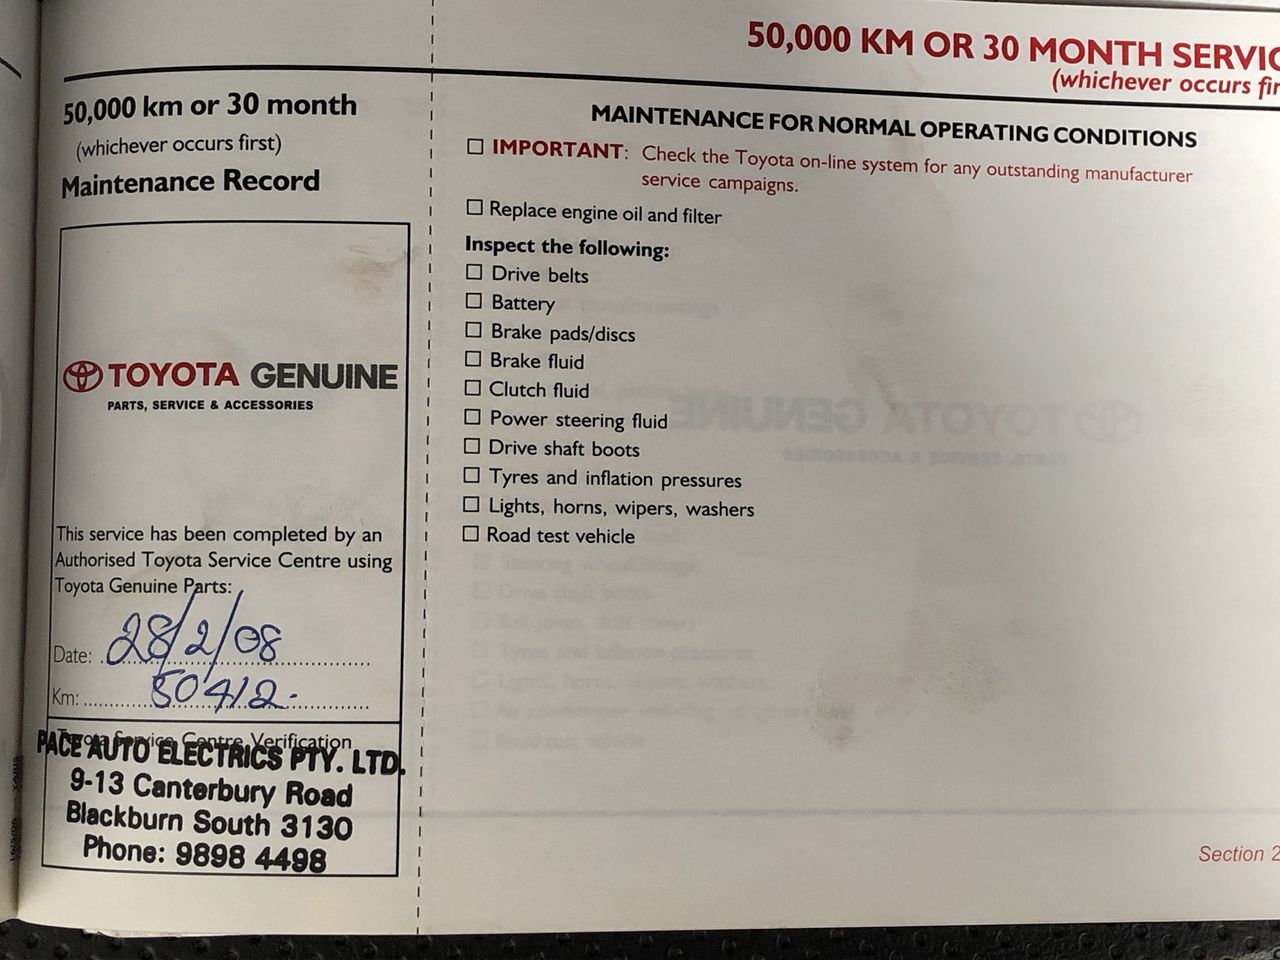 50,000 km or 30 month
(whichever occurs first)
Maintenance Record
TOYOTA GENUINE
PARTS, SERVICE & ACCESSORIES
This service has been completed by an
Authorised Toyota Service Centre using
Toyota Genuine Parts:
Date: 28/2/08
Km: 50412.
Toyota Service Centre Verification
PACE AUTO ELECTRICS PTY. LTD.
9-13 Canterbury Road
Blackburn South 3130
Phone: 9898 4498
50,000 KM OR 30 MONTH SERVIC
(whichever occurs fir
MAINTENANCE FOR NORMAL OPERATING CONDITIONS
IMPORTANT: Check the Toyota on-line system for any outstanding manufacturer
service campaigns.
Replace engine oil and filter
Inspect the following:
Drive belts
Battery
Brake pads/discs
Brake fluid
Clutch fluid
Power steering fluid
Drive shaft boots
Tyres and inflation pressures
Lights, horns, wipers, washers
Road test vehicle
Section 2